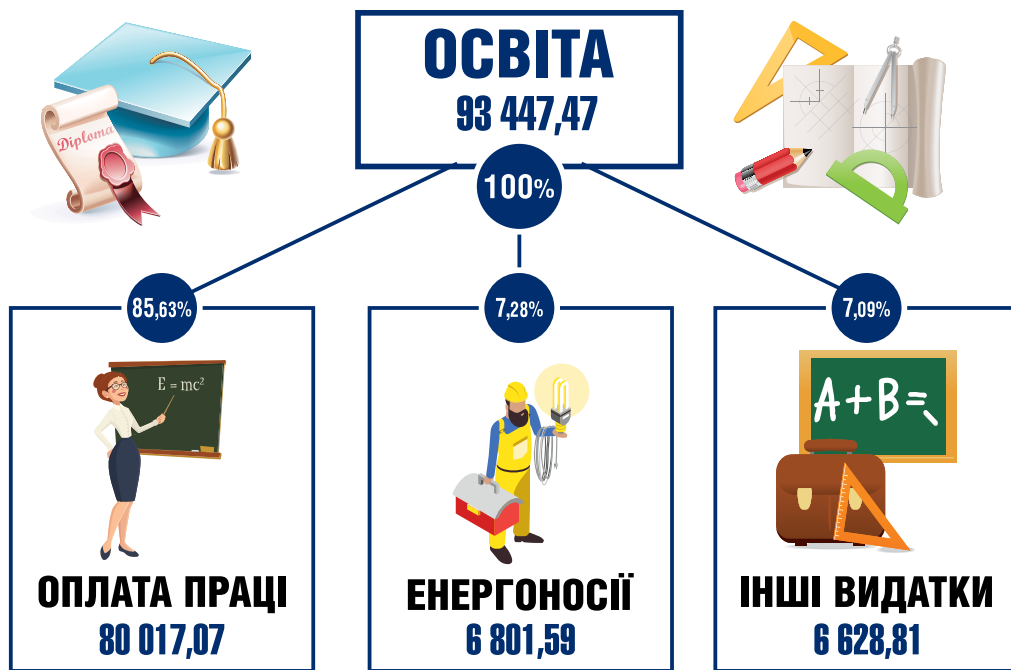 ОСВІТА
93 447,47
100%
Diploma
85,63%
7,28%
7,09%
E = mc²
A+B=
ОПЛАТА ПРАЦІ
80 017,07
ЕНЕРГОНОСІЇ
6 801,59
ІНШІ ВИДАТКИ
6 628,81